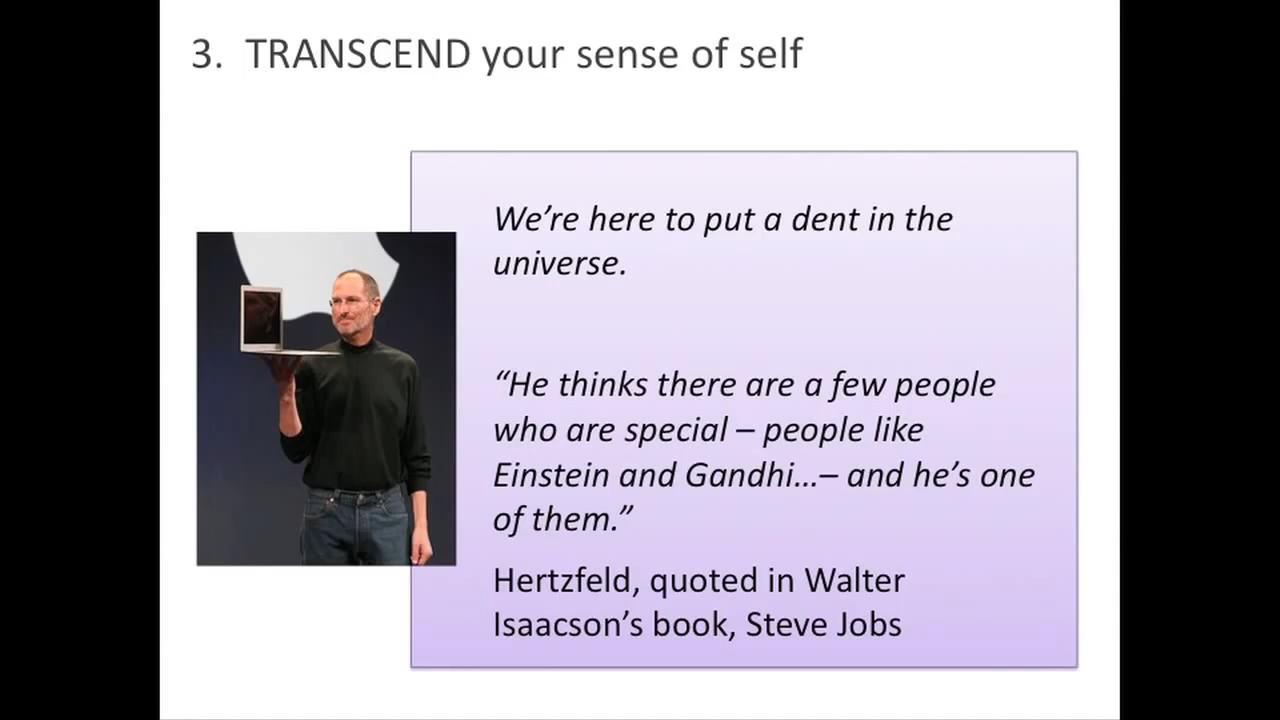 3. TRANSCEND your sense of self
We’re here to put a dent in the
universe.
“He thinks there are a few people
who are special – people like
Einstein and Gandhi…– and he’s one
of them.”
Hertzfeld, quoted in Walter
Isaacson’s book, Steve Jobs